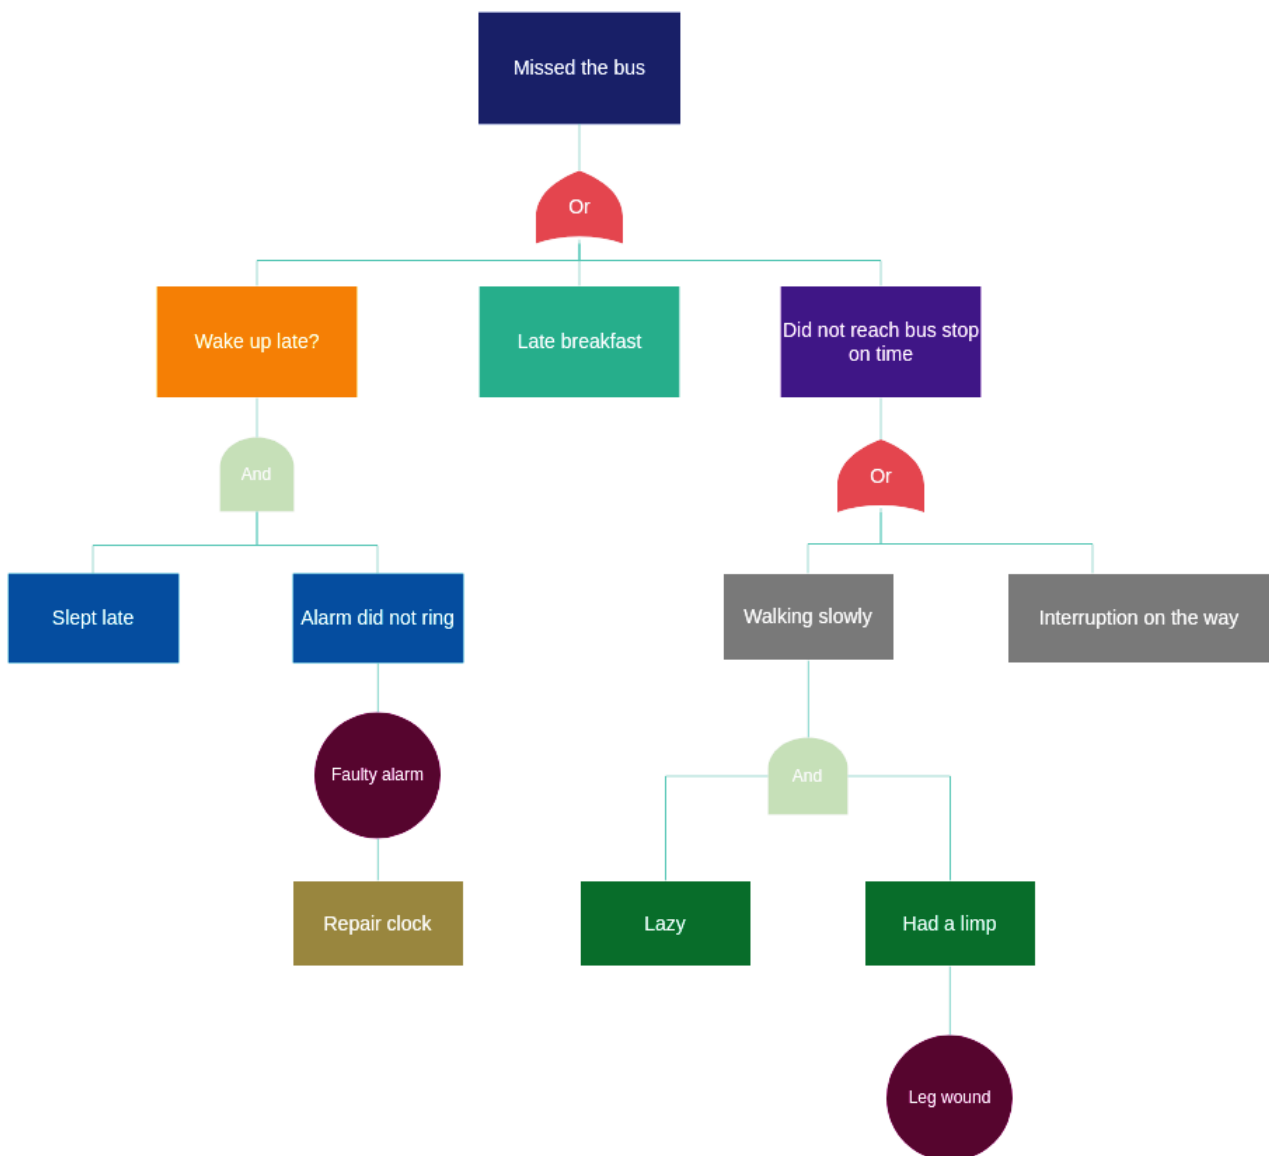 Missed the bus
Or
Wake up late?
Late breakfast
Did not reach bus stop
on time
And
Or
Slept late
Alarm did not ring
Walking slowly
Interruption on the way
Faulty alarm
And
Repair clock
Lazy
Had a limp
Leg wound